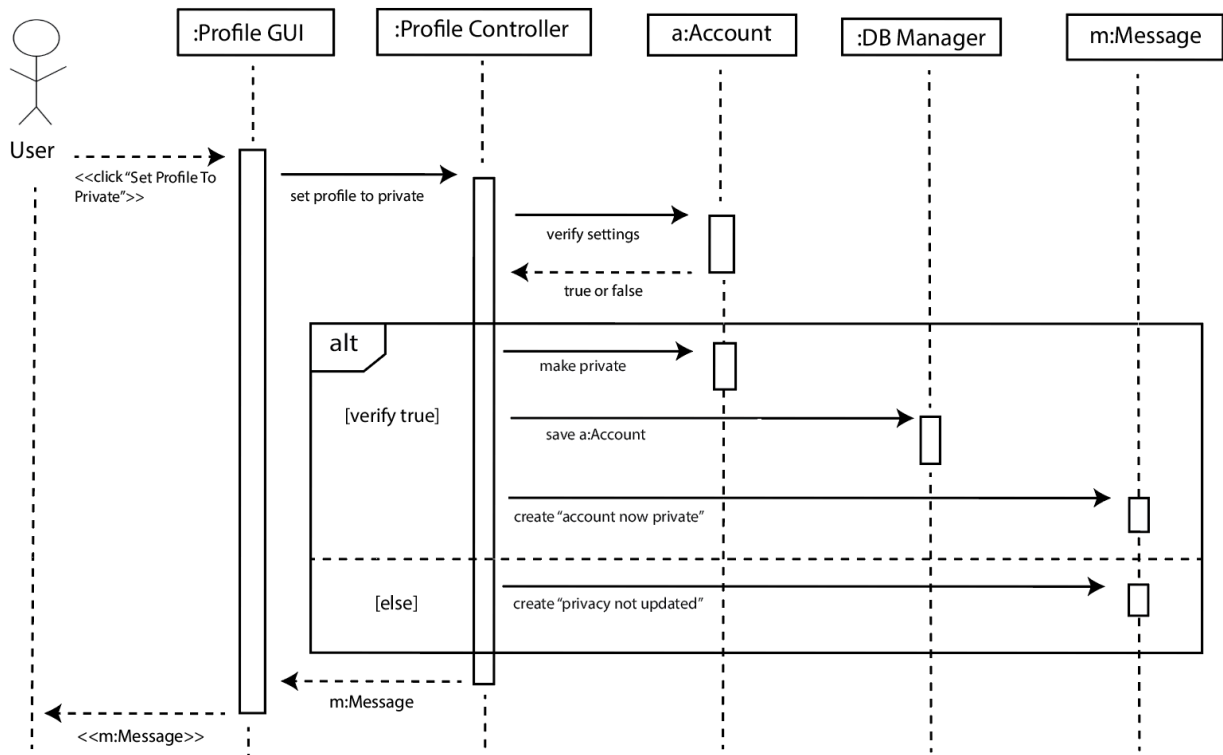 :Profile GUI
:Profile Controller
a:Account
:DB Manager
m:Message
User
<<click “Set Profile To
Private”>>
set profile to private
verify settings
true or false
alt
make private
[verify true]
save a:Account
create “account now private”
[else]
create “privacy not updated”
m:Message
<<m:Message>>